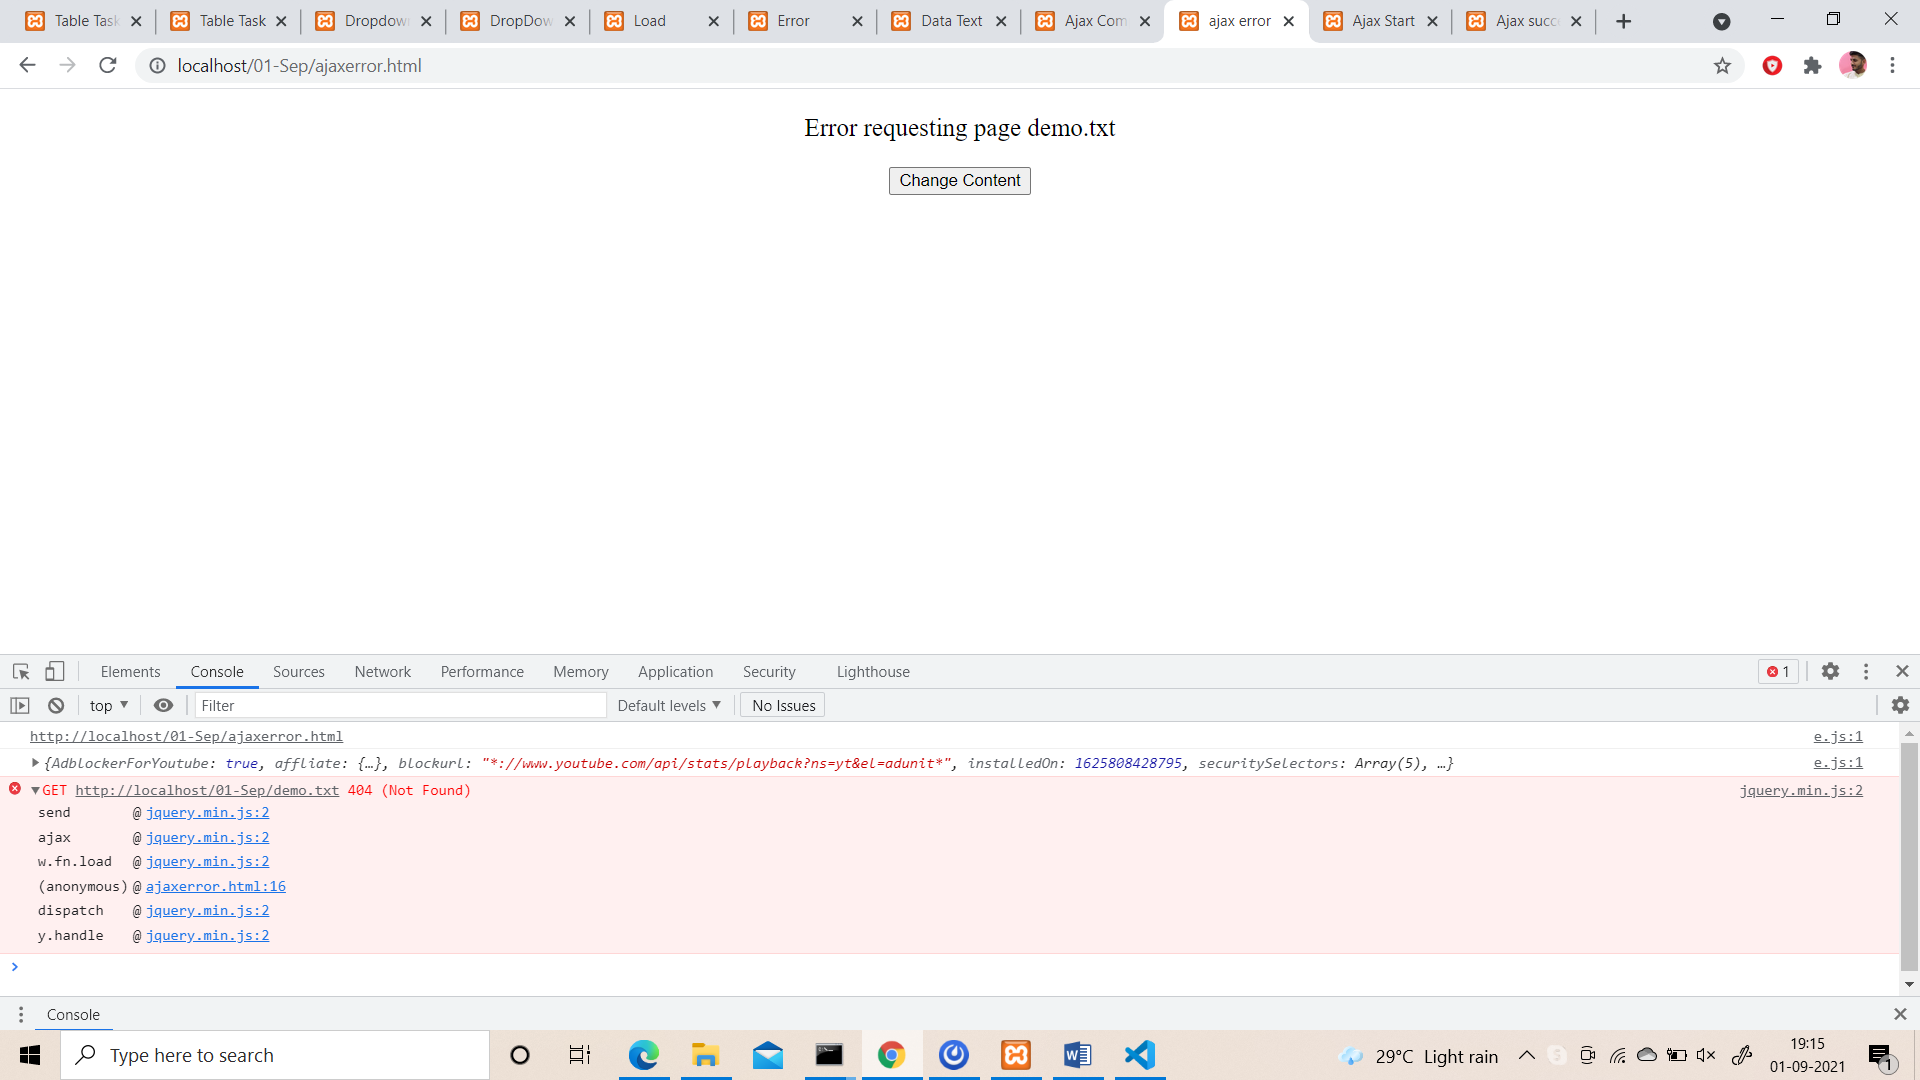 Table Task
Table Task
Dropdown
DropDow
Load
Error
Data Text
Ajax Com
ajax error
Ajax Start
Ajax succ
localhost/01-Sep/ajaxerror.html
Error requesting page demo.txt
Change Content
Elements Console Sources Network Performance Memory Application Security Lighthouse 1
top ▼ Filter Default levels ▼ No Issues
http://localhost/01-Sep/ajaxerror.html e.js:1
{AdblockerForYoutube: true, affliate: {…}, blockurl: "*://www.youtube.com/api/stats/playback?ns=yt&el=adunit*", installedOn: 1625808428795, securitySelectors: Array(5), …} e.js:1
GET http://localhost/01-Sep/demo.txt 404 (Not Found) jquery.min.js:2
send @ jquery.min.js:2
ajax @ jquery.min.js:2
w.fn.load @ jquery.min.js:2
(anonymous) @ ajaxerror.html:16
dispatch @ jquery.min.js:2
y.handle @ jquery.min.js:2
Console
Type here to search
29°C Light rain
19:15
01-09-2021
1